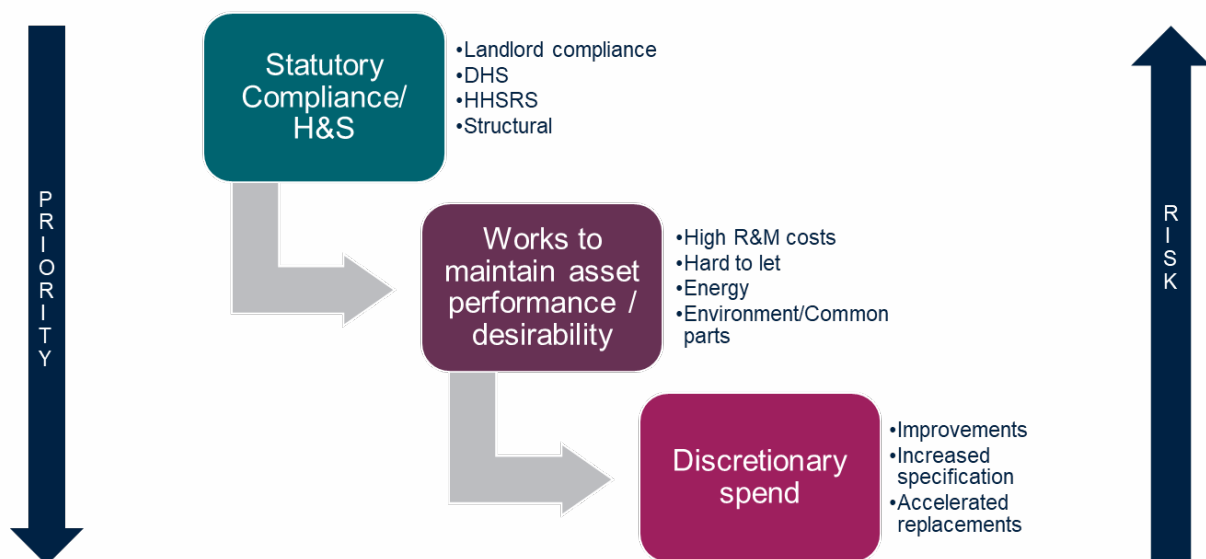 PRIORITY
Statutory
Compliance/
H&S
•Landlord compliance
•DHS
•HHSRS
•Structural
Works to
maintain asset
performance /
desirability
•High R&M costs
•Hard to let
•Energy
•Environment/Common
parts
Discretionary
spend
•Improvements
•Increased
specification
•Accelerated
replacements
RISK